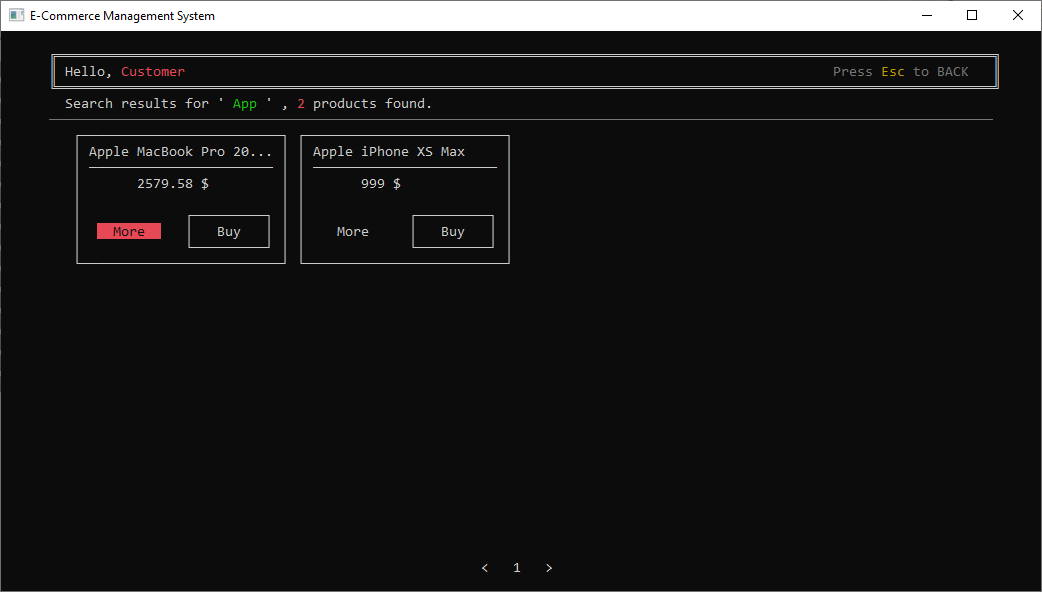 E-Commerce Management System
Hello, Customer Press Esc to BACK
Search results for ' App ' , 2 products found.
Apple MacBook Pro 20... Apple iPhone XS Max
2579.58 $ 999 $
More Buy More Buy
< 1 >